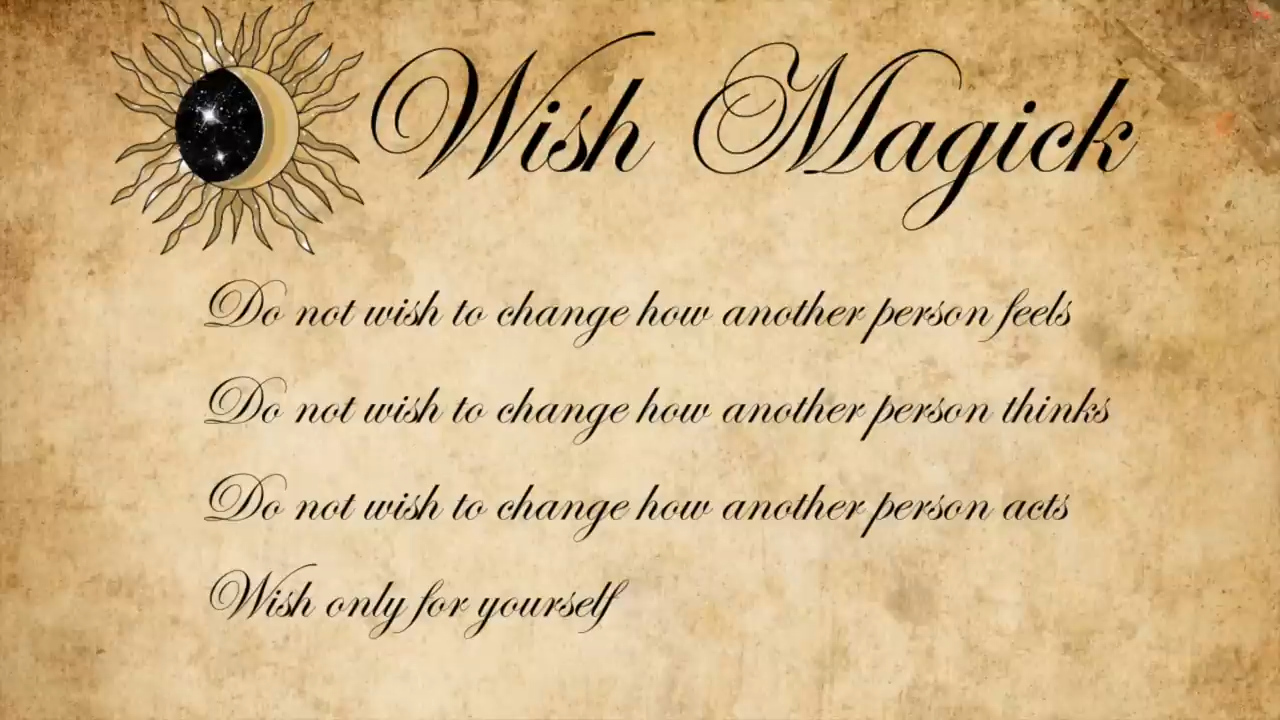 Wish Magick
Do not wish to change how another person feels
Do not wish to change how another person thinks
Do not wish to change how another person acts
Wish only for yourself